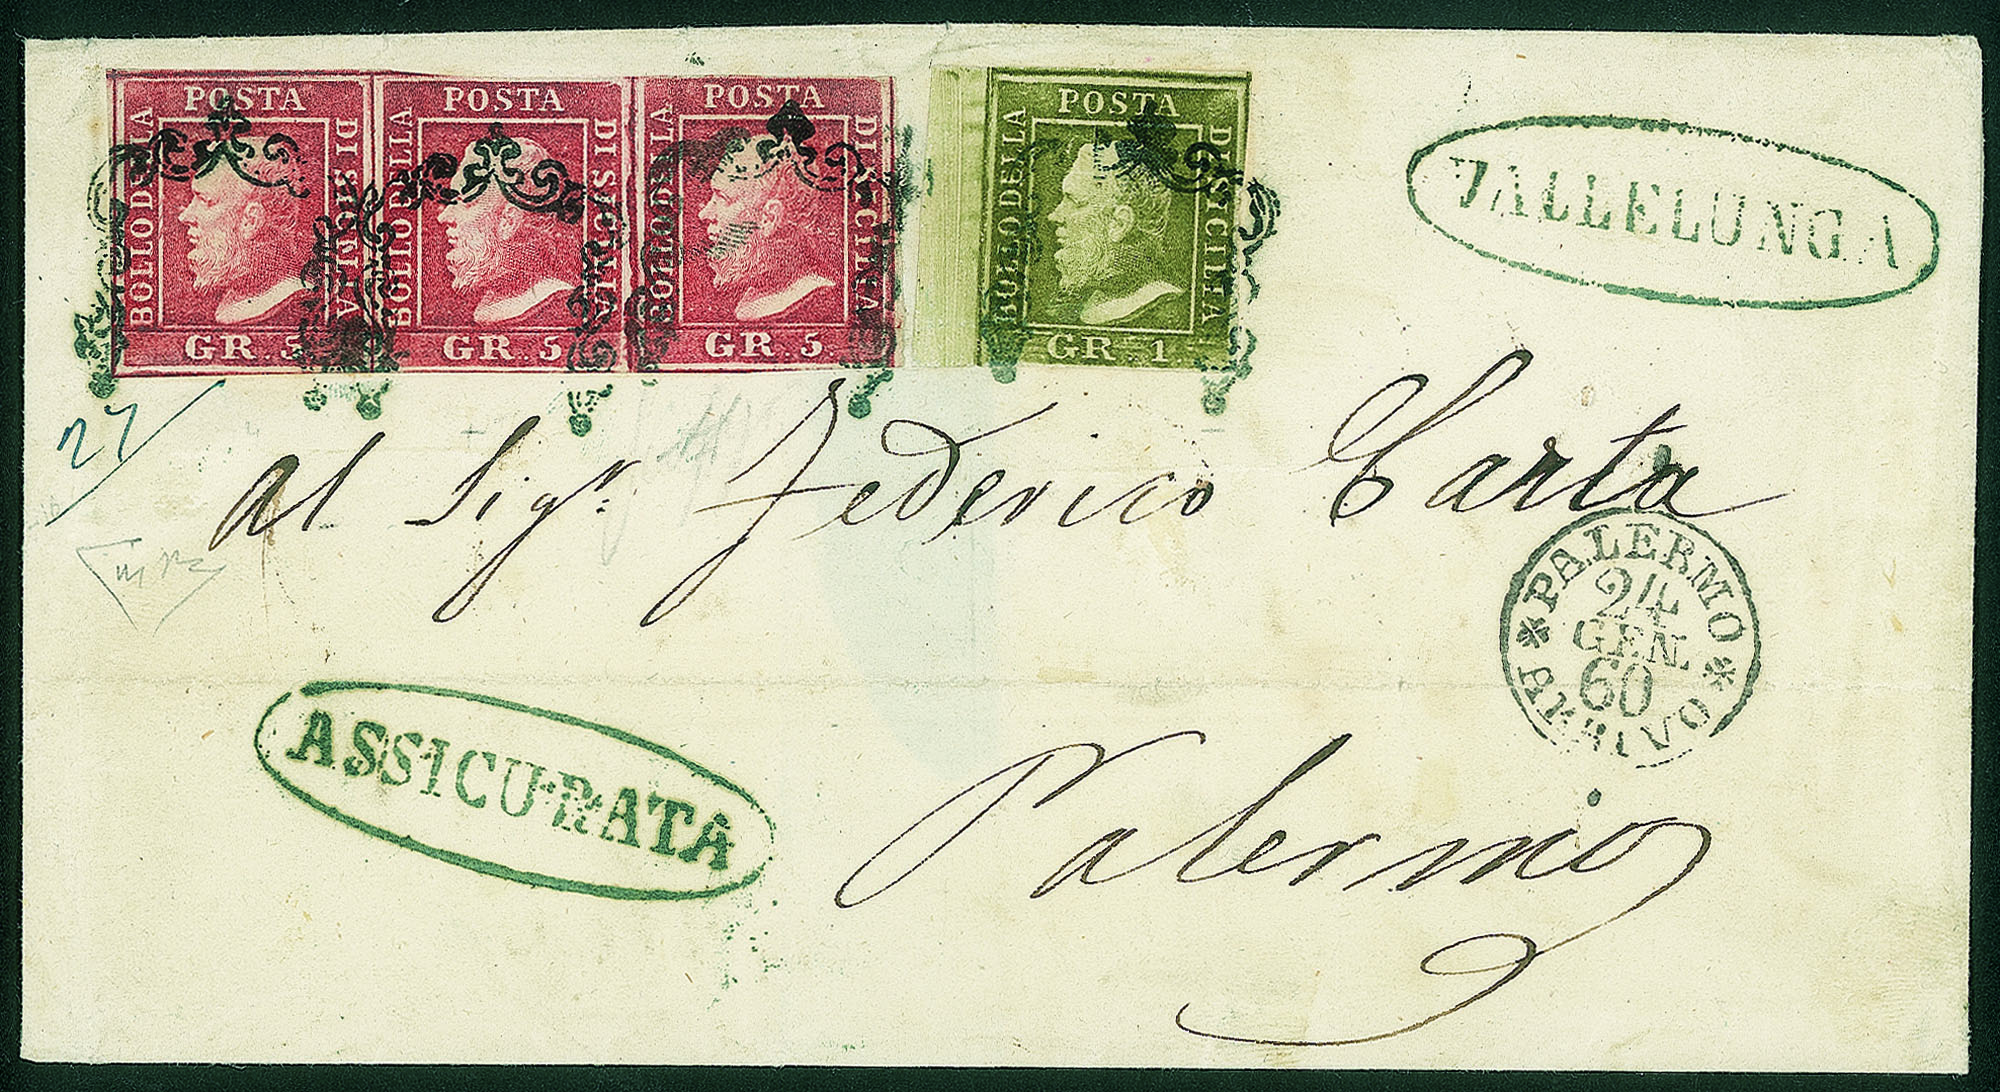 POSTA
BOLLO DELLA
DI SICILIA
GR. 5.
POSTA
BOLLO DELLA
DI SICILIA
GR. 5.
POSTA
BOLLO DELLA
DI SICILIA
GR. 5.
POSTA
BOLLO DELLA
DI SICILIA
GR. 1
VALLELUNGA
27
al Sigr. Federico Carta
PALERMO
24
GEN.
60
ARRIVO
ASSICURATA
Palermo